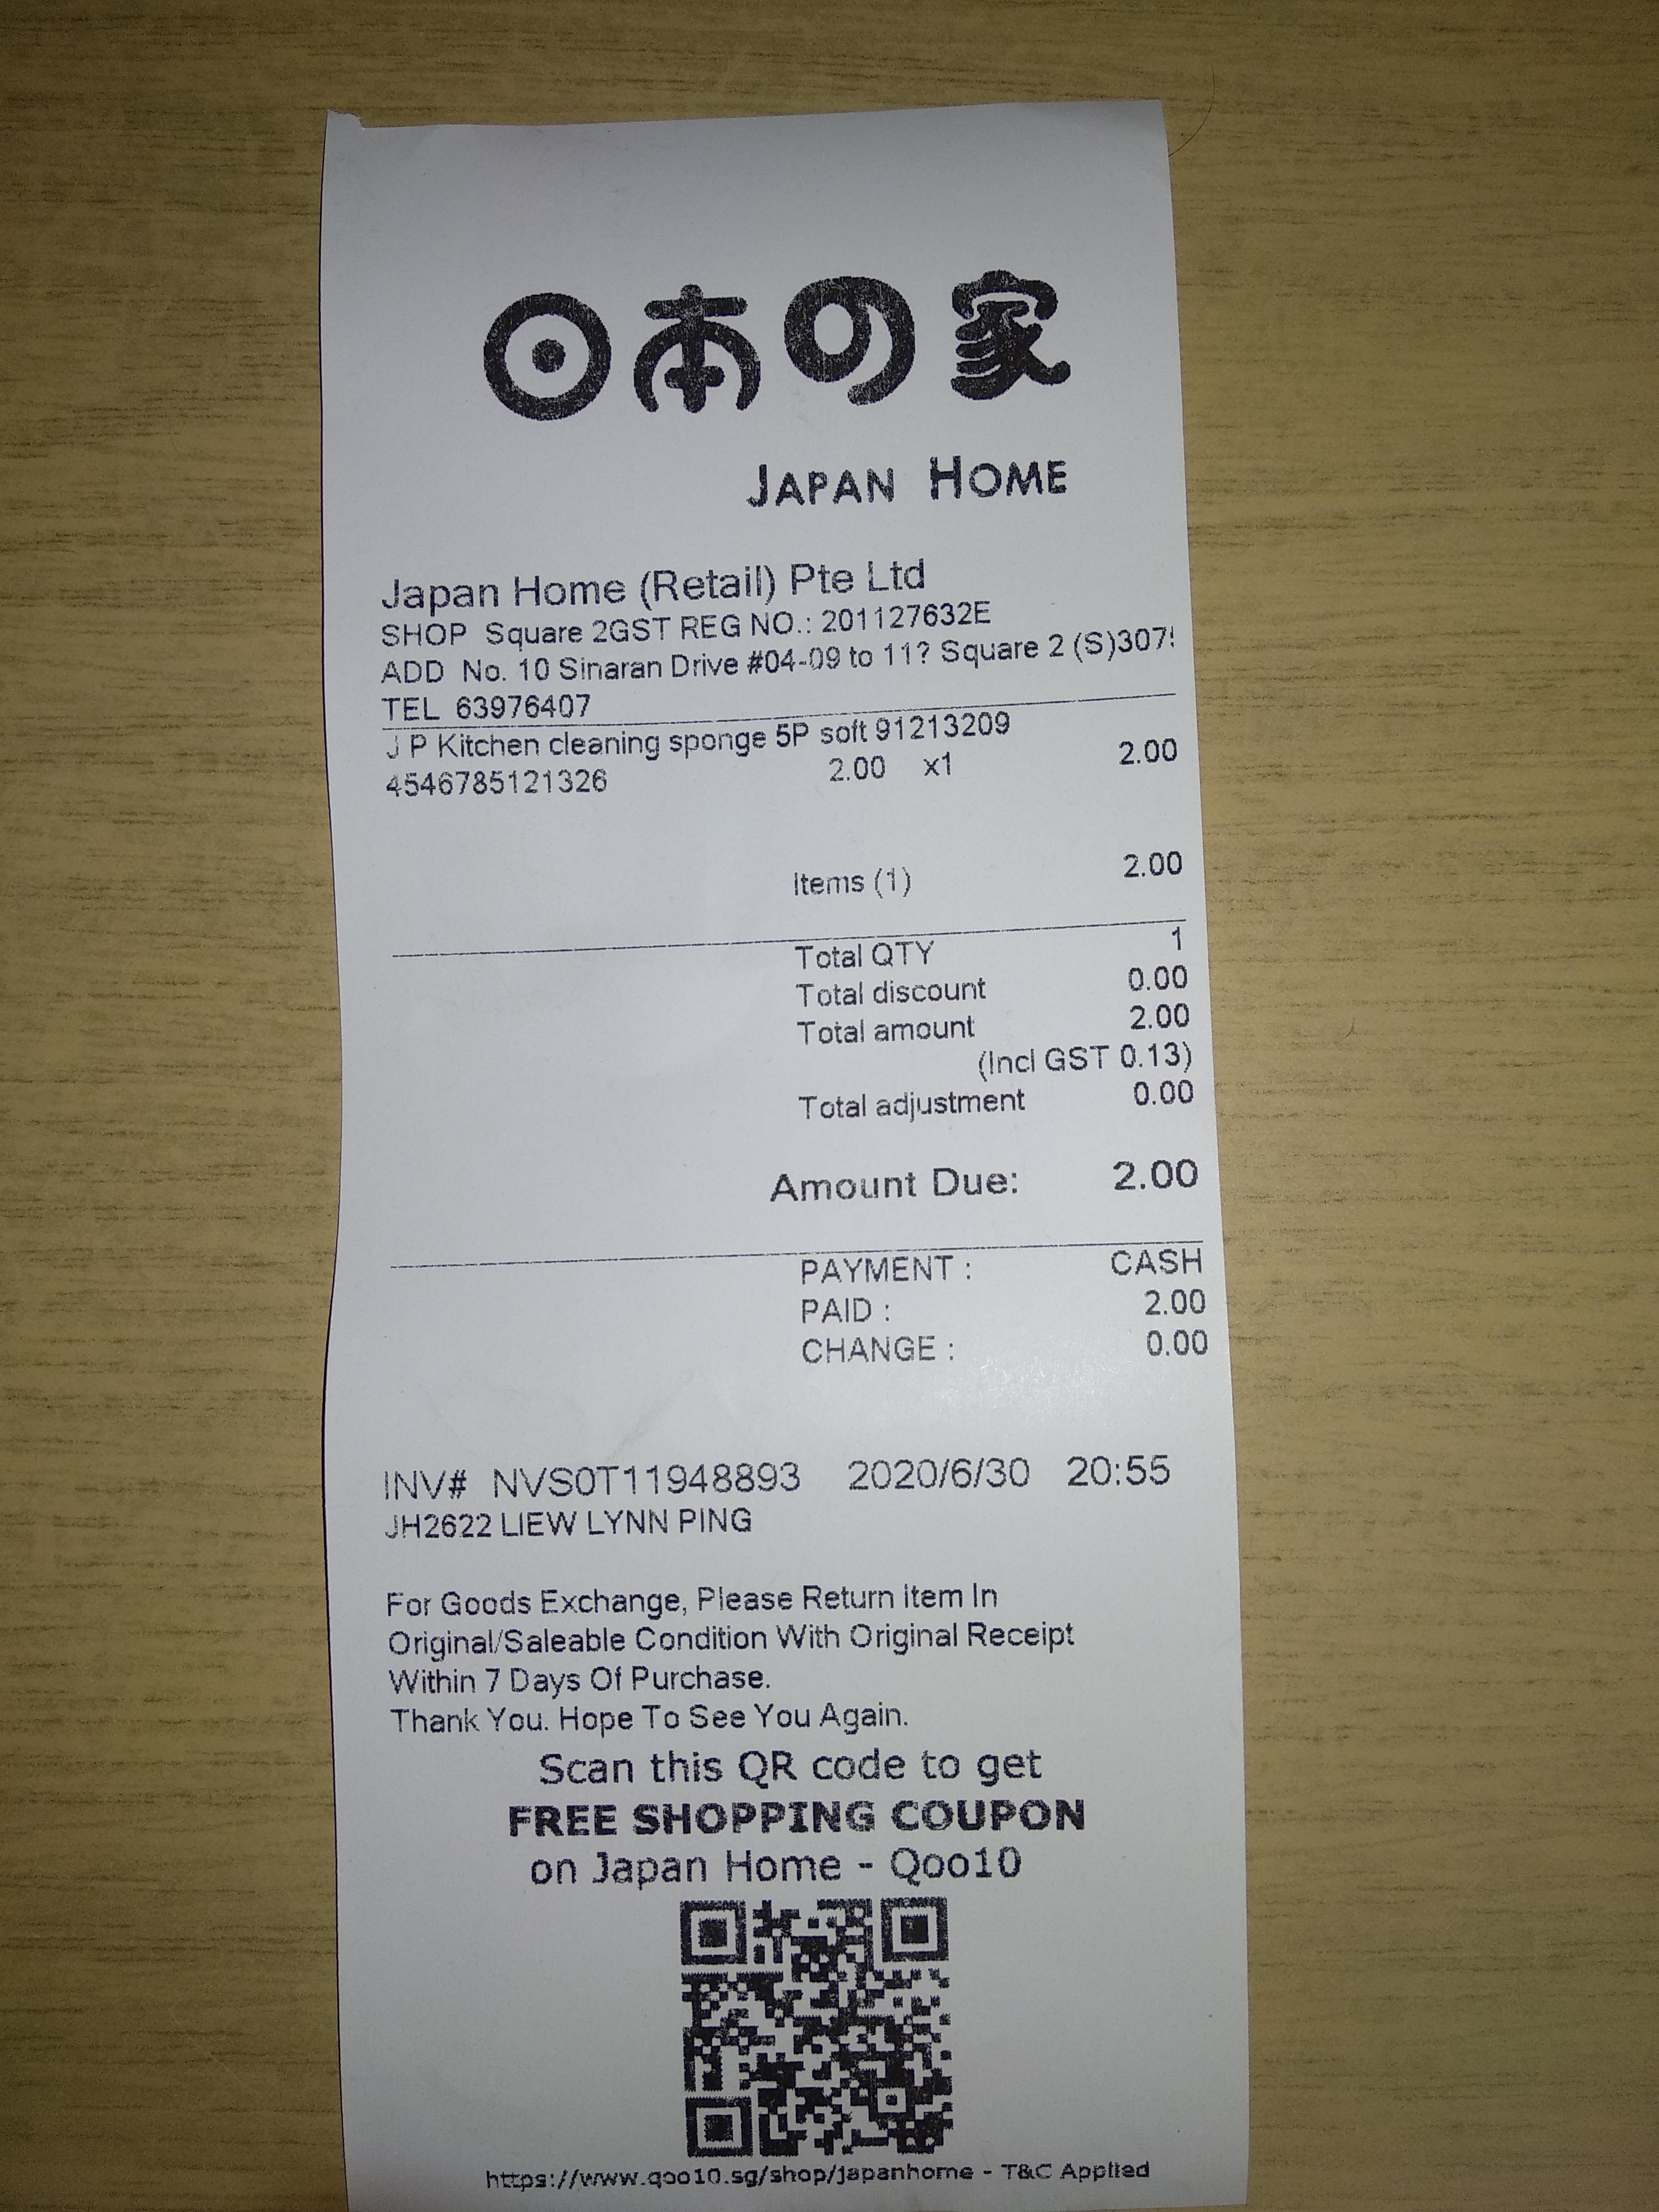 日本の家
JAPAN HOME
Japan Home (Retail) Pte Ltd
SHOP Square 2GST REG NO.: 201127632E
ADD No. 10 Sinaran Drive #04-09 to 11? Square 2 (S)307
TEL 63976407
J P Kitchen cleaning sponge 5P soft 91213209
4546785121326 2.00 x1 2.00
Items (1) 2.00
Total QTY 1
Total discount 0.00
Total amount 2.00
(Incl GST 0.13)
Total adjustment 0.00
Amount Due: 2.00
PAYMENT : CASH
PAID : 2.00
CHANGE : 0.00
INV# NVS0T11948893 2020/6/30 20:55
JH2622 LIEW LYNN PING
For Goods Exchange, Please Return Item In
Original/Saleable Condition With Original Receipt
Within 7 Days Of Purchase.
Thank You. Hope To See You Again.
Scan this QR code to get
FREE SHOPPING COUPON
on Japan Home - Qoo10
https://www.qoo10.sg/shop/japanhome - T&C Applied